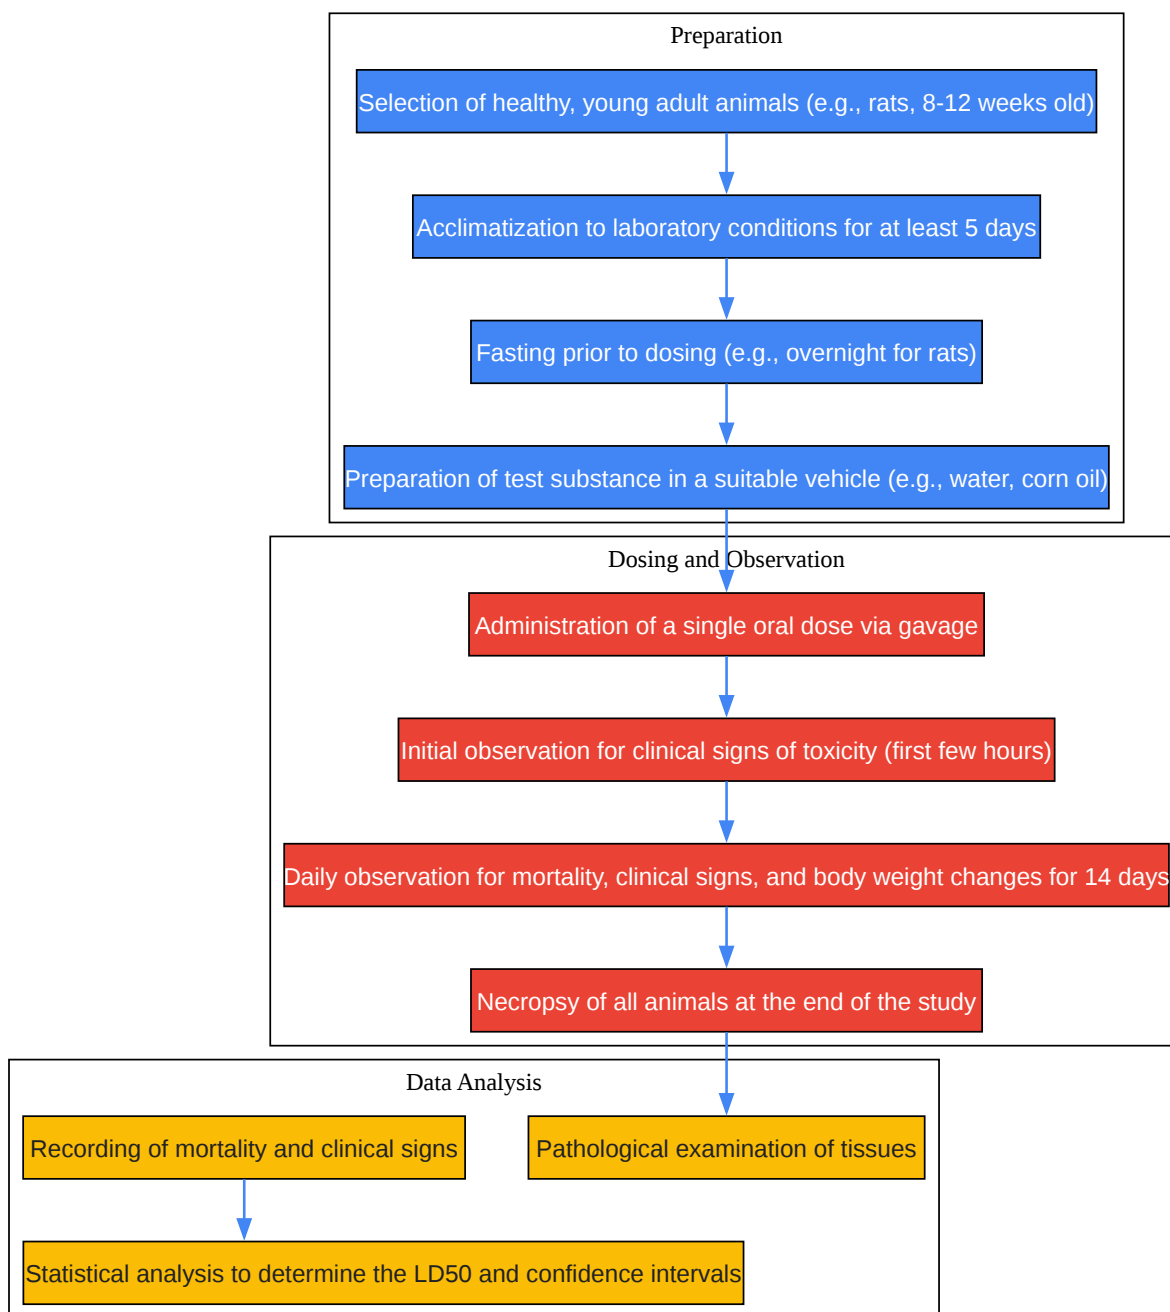 Preparation
Selection of healthy, young adult animals (e.g., rats, 8-12 weeks old)
Acclimatization to laboratory conditions for at least 5 days
Fasting prior to dosing (e.g., overnight for rats)
Preparation of test substance in a suitable vehicle (e.g., water, corn oil)
Dosing and Observation
Administration of a single oral dose via gavage
Initial observation for clinical signs of toxicity (first few hours)
Daily observation for mortality, clinical signs, and body weight changes for 14 days
Necropsy of all animals at the end of the study
Data Analysis
Recording of mortality and clinical signs
Pathological examination of tissues
Statistical analysis to determine the LD50 and confidence intervals